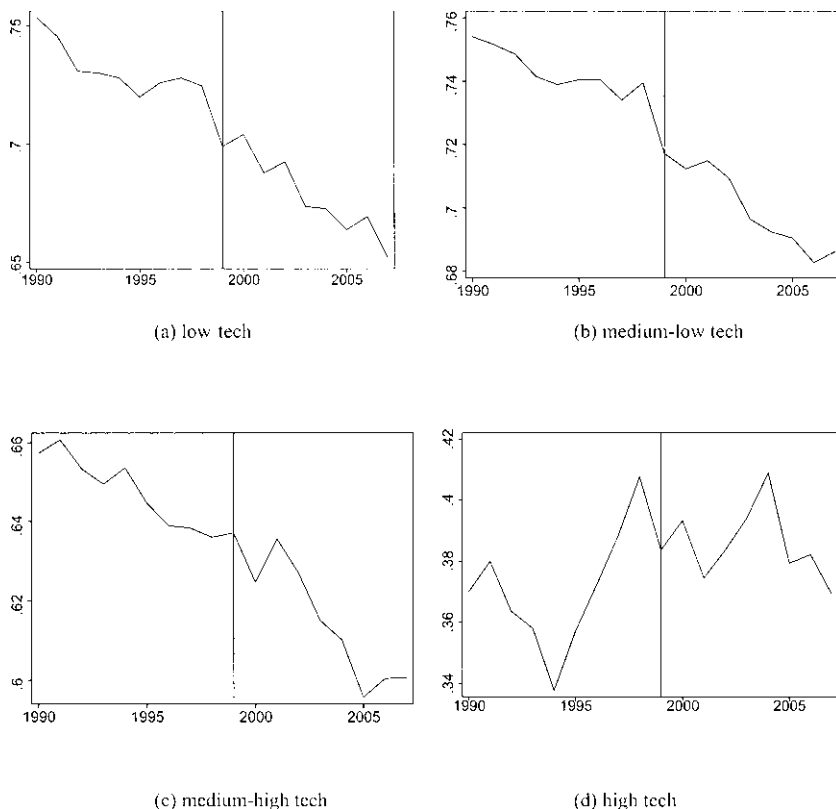 .75
.7
.65
1990 1995 2000 2005
(a) low tech
.76
.74
.72
.7
.68
1990 1995 2000 2005
(b) medium-low tech
.66
.64
.62
.6
1990 1995 2000 2005
(c) medium-high tech
.42
.4
.38
.36
.34
1990 1995 2000 2005
(d) high tech